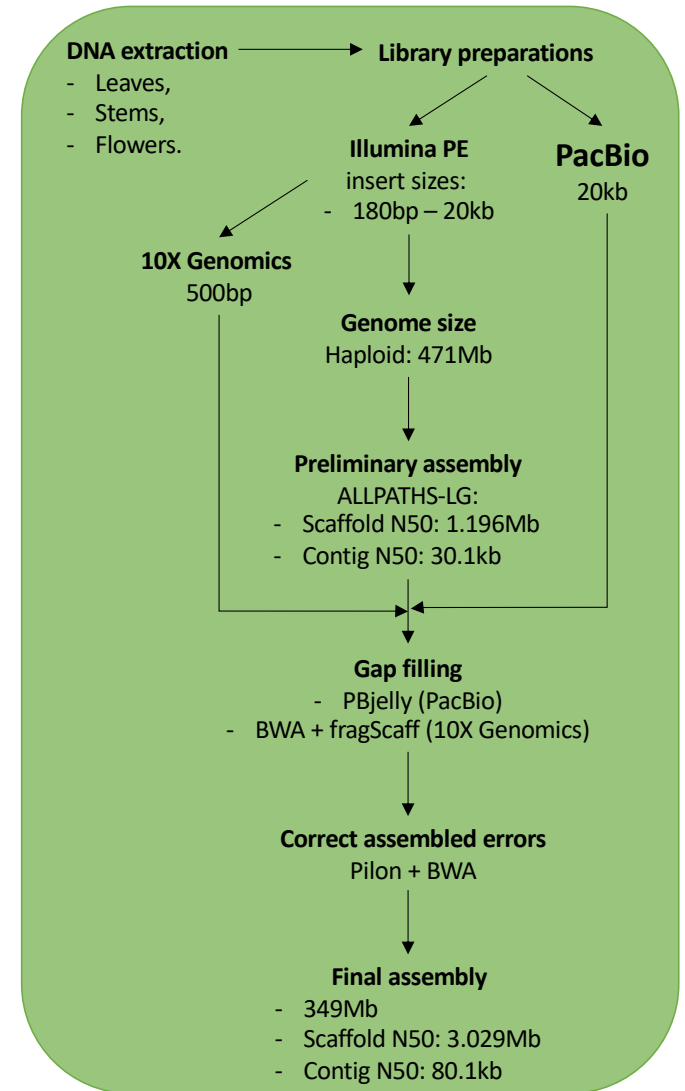 DNA extraction
- Leaves,
- Stems,
- Flowers.
Library preparations
Illumina PE
insert sizes:
- 180bp – 20kb
PacBio
20kb
10X Genomics
500bp
Genome size
Haploid: 471Mb
Preliminary assembly
ALLPATHS-LG:
- Scaffold N50: 1.196Mb
- Contig N50: 30.1kb
Gap filling
- PBjelly (PacBio)
- BWA + fragScaff (10X Genomics)
Correct assembled errors
Pilon + BWA
Final assembly
- 349Mb
- Scaffold N50: 3.029Mb
- Contig N50: 80.1kb